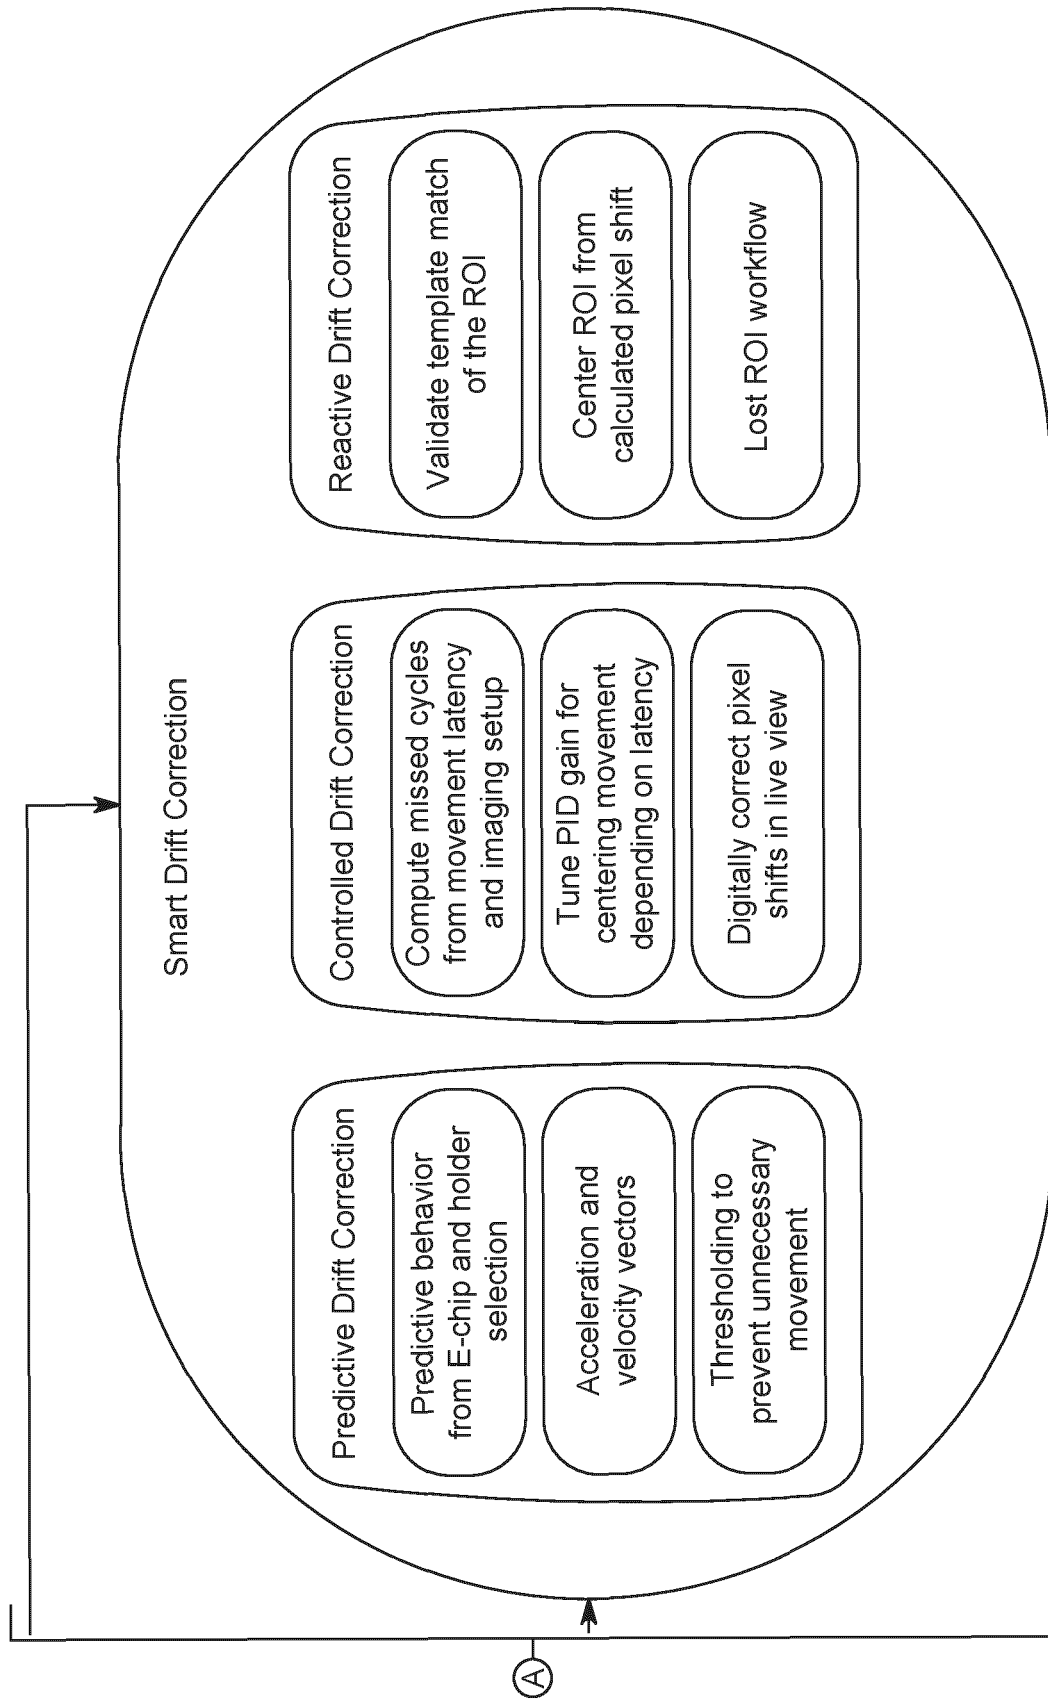 Smart Drift Correction
Predictive Drift Correction
Predictive behavior
from E-chip and holder
selection
Acceleration and
velocity vectors
Thresholding to
prevent unnecessary
movement
Controlled Drift Correction
Compute missed cycles
from movement latency
and imaging setup
Tune PID gain for
centering movement
depending on latency
Digitally correct pixel
shifts in live view
Reactive Drift Correction
Validate template match
of the ROI
Center ROI from
calculated pixel shift
Lost ROI workflow
A